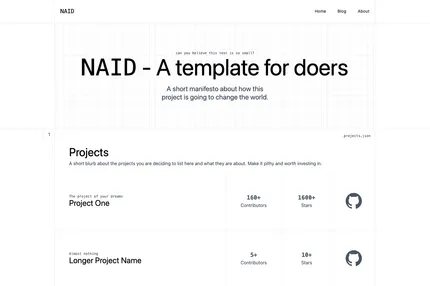 NAID
Home Blog About
Can you believe this text is so small?
NAID - A template for doers
A short manifesto about how this
project is going to change the world.
1
projects.json
Projects
A short blurb about the projects you are deciding to list here and what they are about. Make it pithy and worth investing in.
The project of your dreams
Project One
160+
Contributors
1600+
Stars
Almost nothing
Longer Project Name
5+
Contributors
10+
Stars